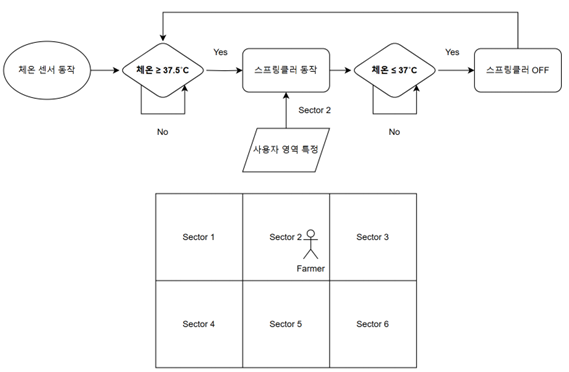 체온 센서 동작
체온 ≥ 37.5˚C
Yes
스프링클러 동작
체온 ≤ 37˚C
Yes
스프링클러 OFF
No
Sector 2
No
사용자 영역 특정
Sector 1
Sector 2
Sector 3
Farmer
Sector 4
Sector 5
Sector 6